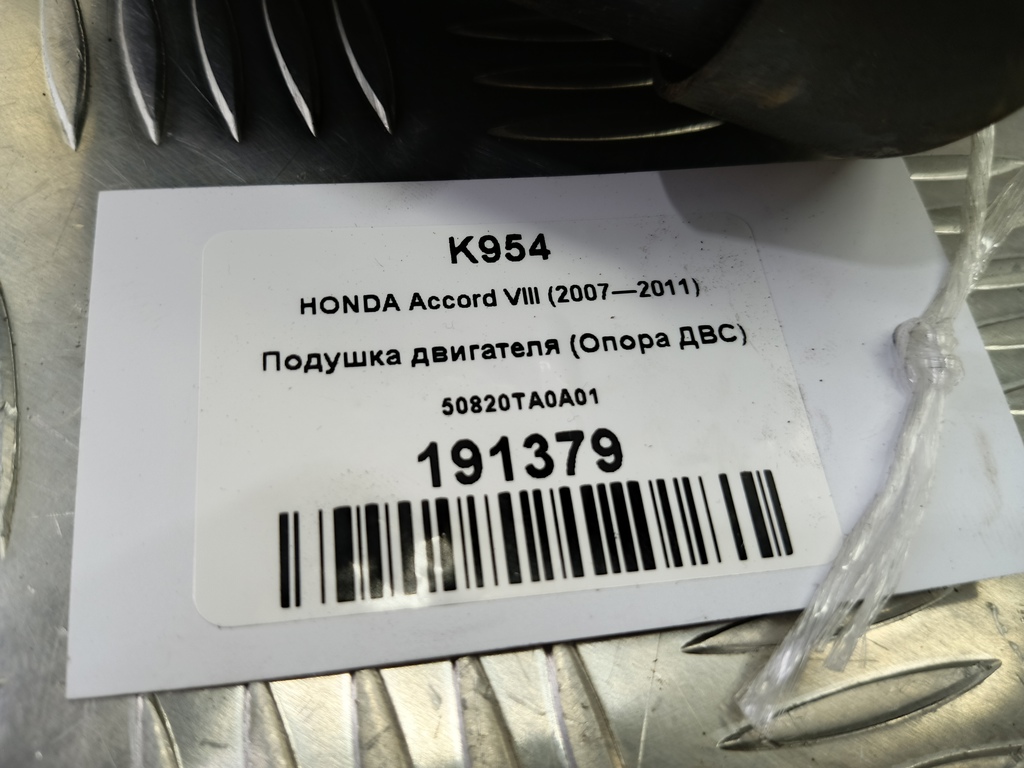 K954
HONDA Accord VIII (2007—2011)
Подушка двигателя (Опора ДВС)
50820TA0A01
191379